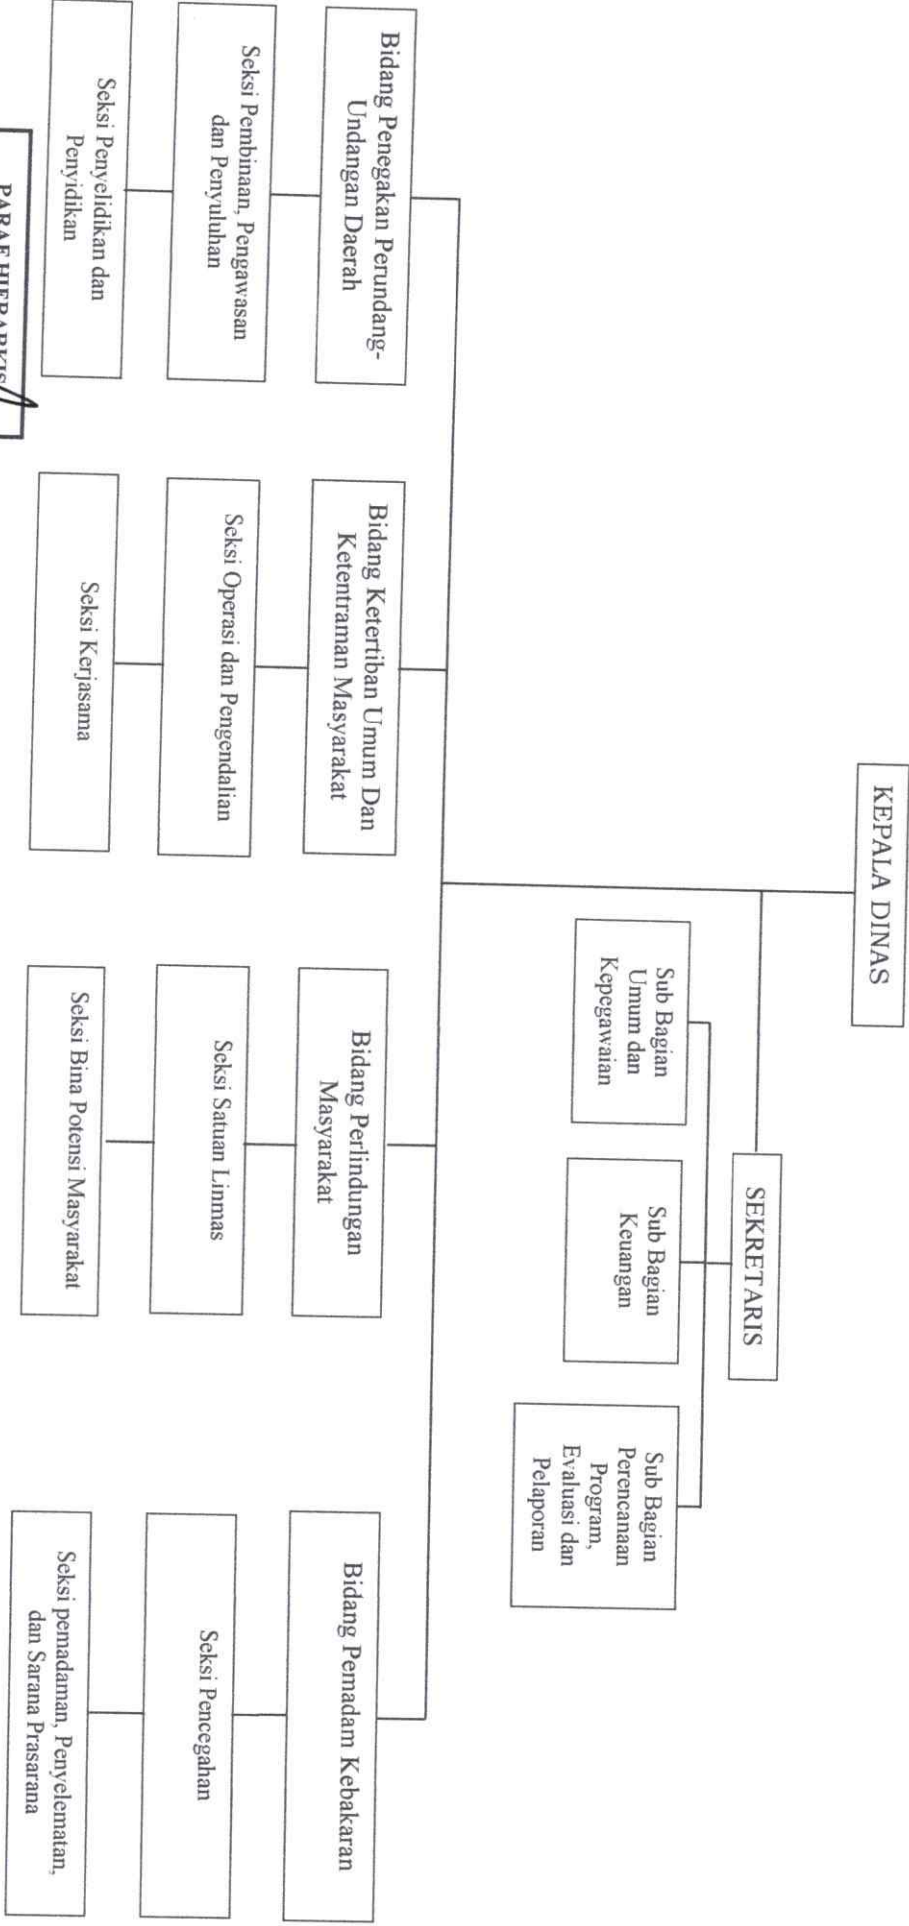 KEPALA DINAS
SEKRETARIS
Sub Bagian
Umum dan
Kepegawaian
Sub Bagian
Keuangan
Sub Bagian
Perencanaan
Program,
Evaluasi dan
Pelaporan
Bidang Penegakan Perundang-
Undangan Daerah
Bidang Ketertiban Umum Dan
Ketentraman Masyarakat
Bidang Perlindungan
Masyarakat
Bidang Pemadam Kebakaran
Seksi Pembinaan, Pengawasan
dan Penyuluhan
Seksi Operasi dan Pengendalian
Seksi Satuan Linmas
Seksi Pencegahan
Seksi Penyelidikan dan
Penyidikan
Seksi Kerjasama
Seksi Bina Potensi Masyarakat
Seksi pemadaman, Penyelematan,
dan Sarana Prasarana
PARAF HIERARKIS